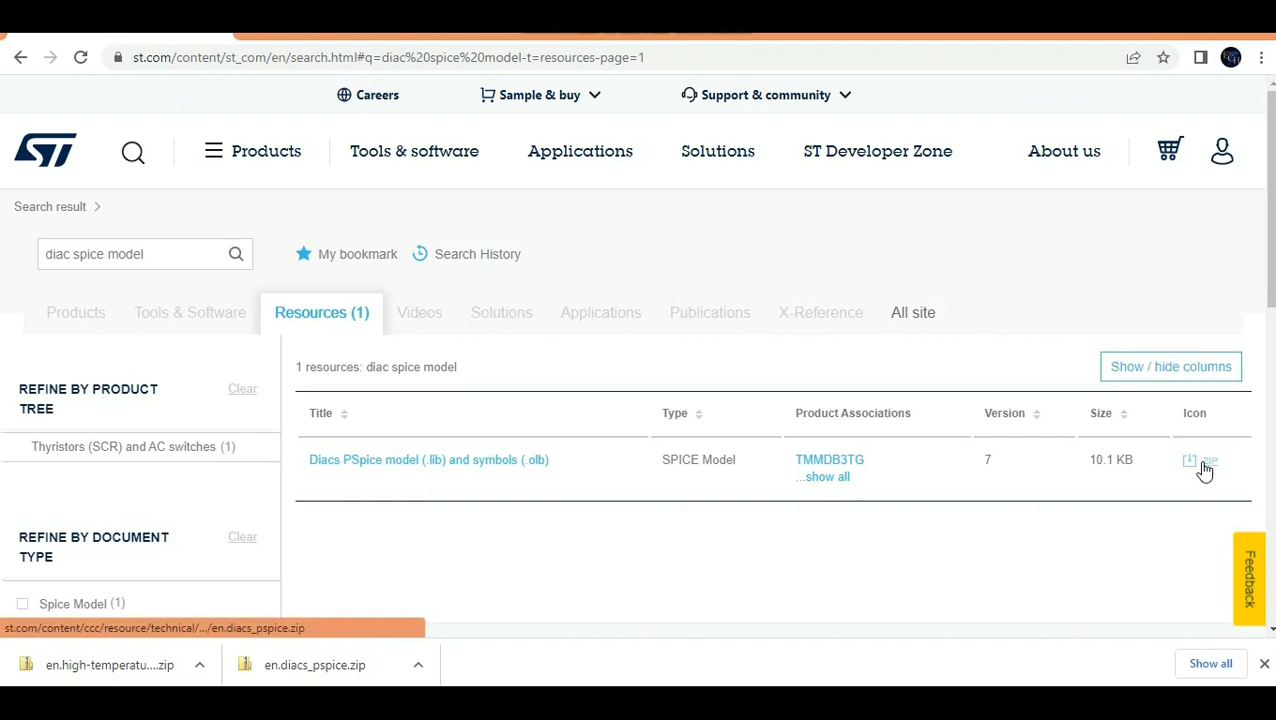 st.com/content/st_com/en/search.html#q=diac%20spice%20model-t=resources-page=1
Careers Sample & buy Support & community
ST Products Tools & software Applications Solutions ST Developer Zone About us
Search result
diac spice model My bookmark Search History
Products Tools & Software Resources (1) Videos Solutions Applications Publications X-Reference All site
1 resources: diac spice model Show / hide columns
REFINE BY PRODUCT TREE Clear
Title Type Product Associations Version Size Icon
Thyristors (SCR) and AC switches (1)
Diacs PSpice model (.lib) and symbols (.olb) SPICE Model TMMDB3TG 7 10.1 KB ZIP
...show all
REFINE BY DOCUMENT TYPE Clear
Spice Model (1)
Feedback
st.com/content/ccc/resource/technical/.../en.diacs_pspice.zip
en.high-temperatu....zip en.diacs_pspice.zip Show all